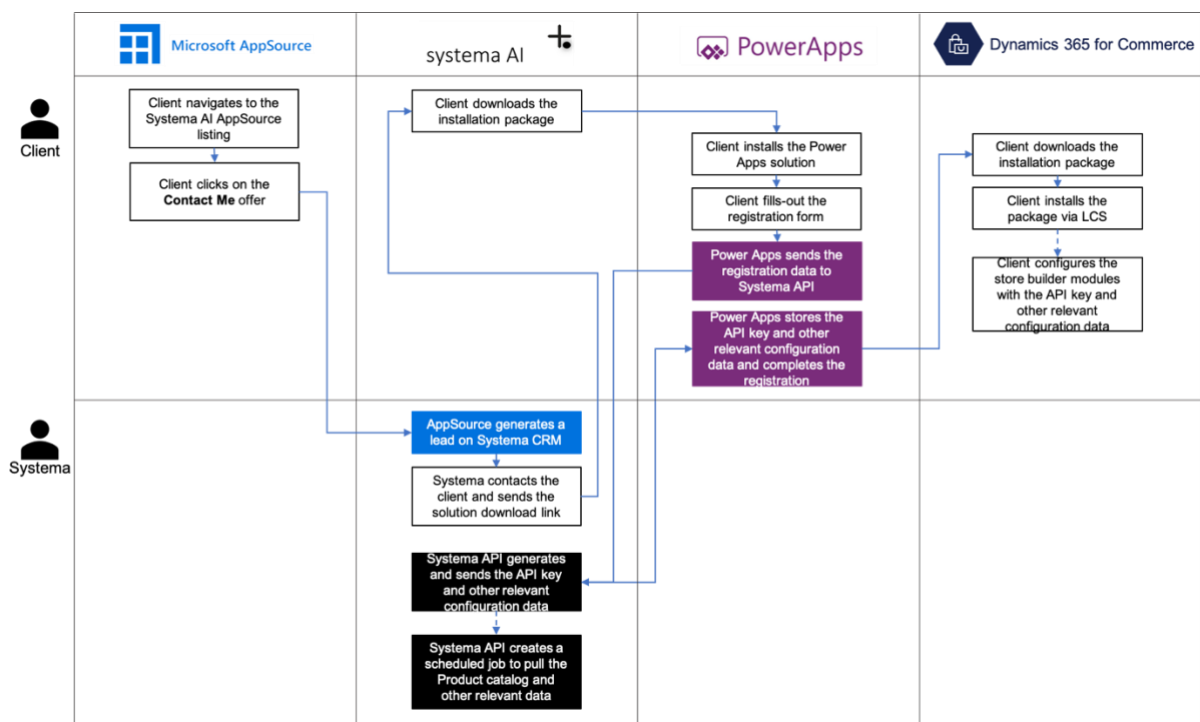 Microsoft AppSource
systema AI
PowerApps
Dynamics 365 for Commerce
Client
Client navigates to the
Systema AI AppSource
listing
Client clicks on the
Contact Me offer
Client downloads the
installation package
Client installs the Power
Apps solution
Client fills-out the
registration form
Power Apps sends the
registration data to
Systema API
Power Apps stores the
API key and other
relevant configuration
data and completes the
registration
Client downloads the
installation package
Client installs the
package via LCS
Client configures the
store builder modules
with the API key and
other relevant
configuration data
Systema
AppSource generates a
lead on Systema CRM
Systema contacts the
client and sends the
solution download link
Systema API generates
and sends the API key
and other relevant
configuration data
Systema API creates a
scheduled job to pull the
Product catalog and
other relevant data